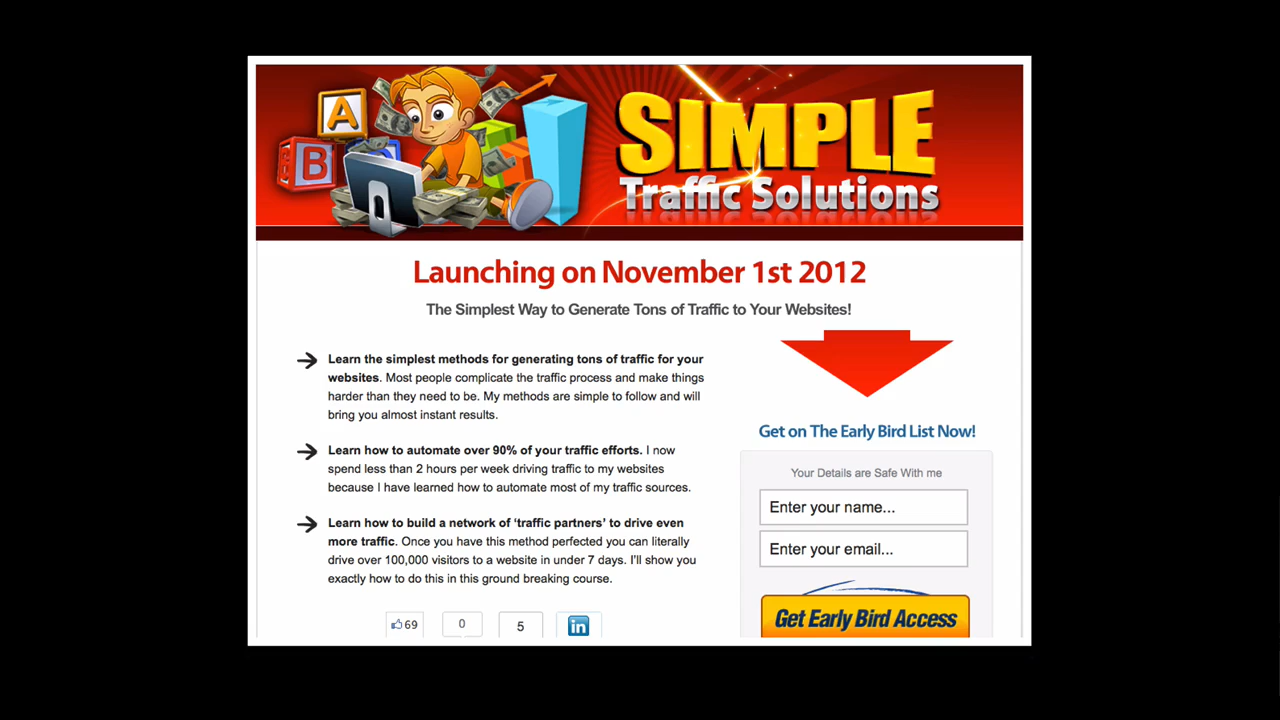 A
B
SIMPLE
Traffic Solutions
Launching on November 1st 2012
The Simplest Way to Generate Tons of Traffic to Your Websites!
Learn the simplest methods for generating tons of traffic for your
websites. Most people complicate the traffic process and make things
harder than they need to be. My methods are simple to follow and will
bring you almost instant results.
Learn how to automate over 90% of your traffic efforts. I now
spend less than 2 hours per week driving traffic to my websites
because I have learned how to automate most of my traffic sources.
Learn how to build a network of ‘traffic partners’ to drive even
more traffic. Once you have this method perfected you can literally
drive over 100,000 visitors to a website in under 7 days. I'll show you
exactly how to do this in this ground breaking course.
69
0
5
in
Get on The Early Bird List Now!
Your Details are Safe With me
Enter your name...
Enter your email...
Get Early Bird Access